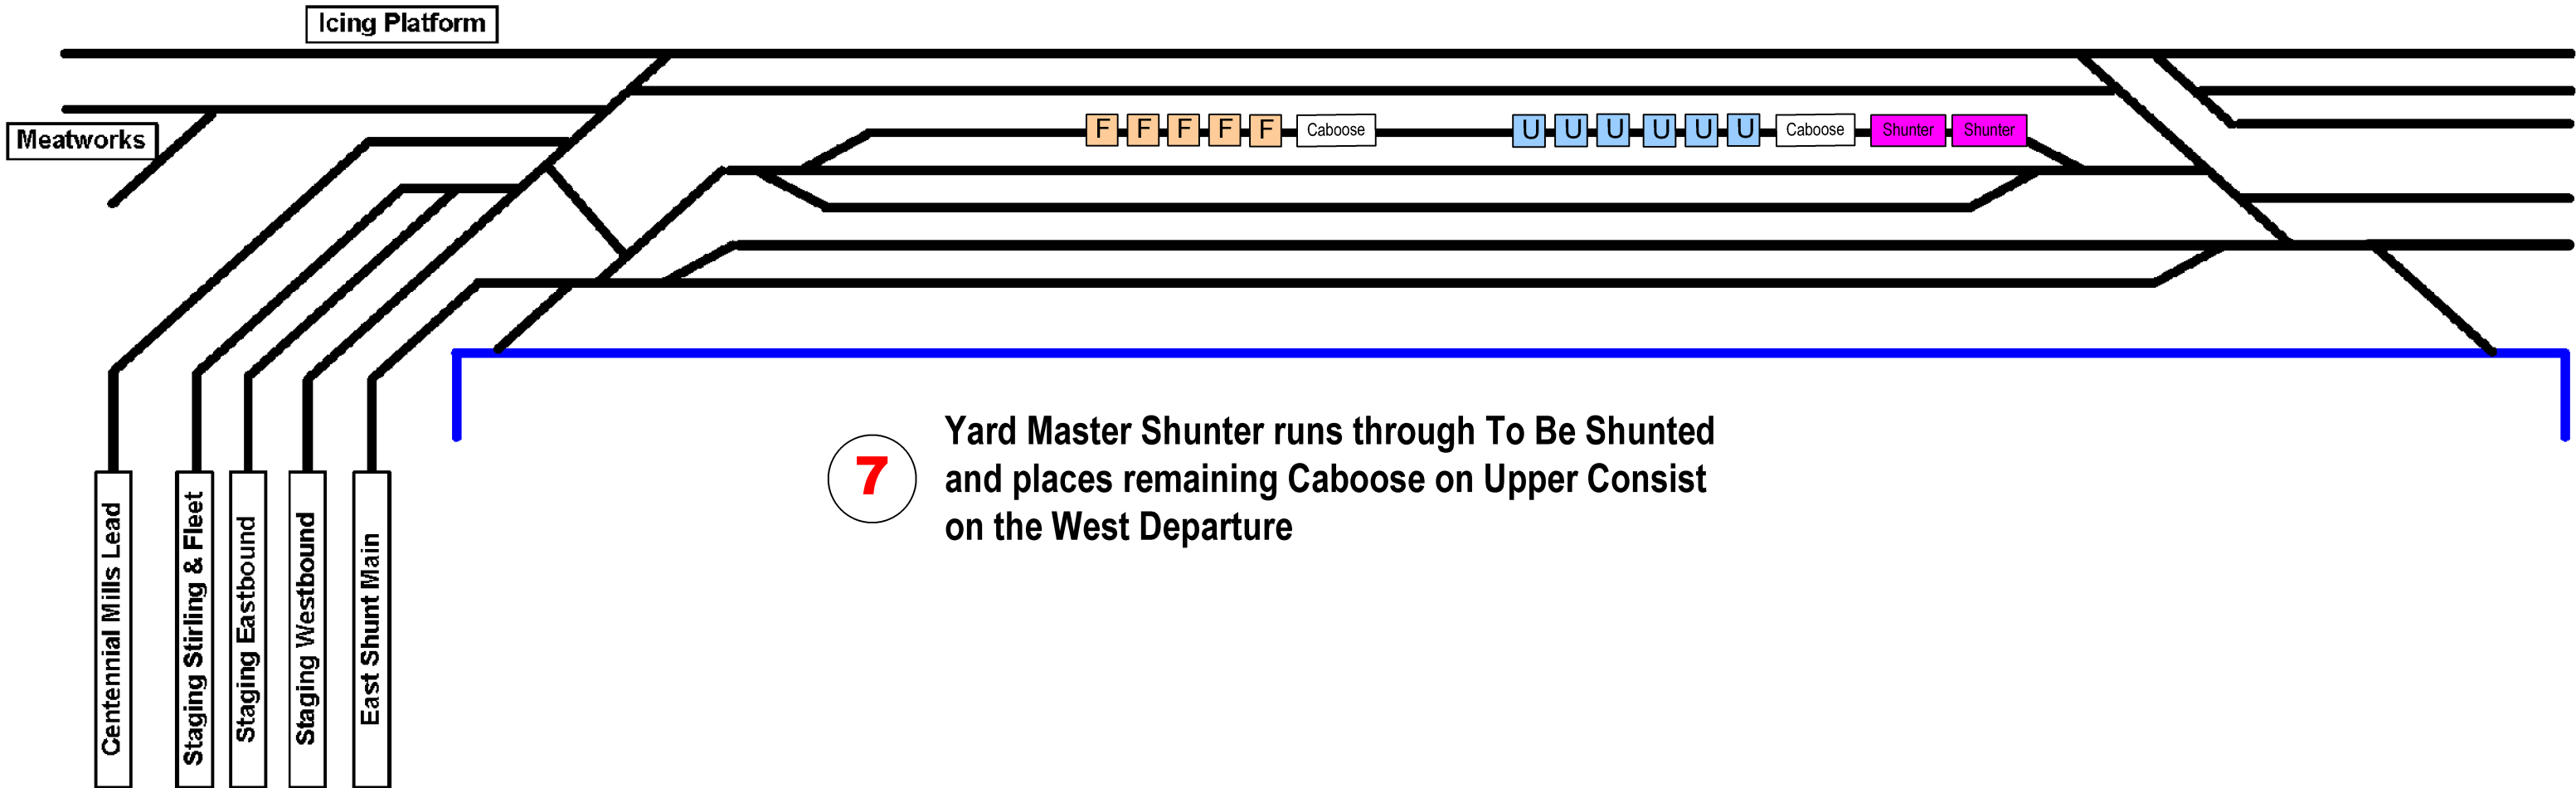 Icing Platform
Meatworks
F F F F F Caboose U U U U U U Caboose Shunter Shunter
7
Yard Master Shunter runs through To Be Shunted
and places remaining Caboose on Upper Consist
on the West Departure
Centennial Mills Lead
Staging Stirling & Fleet
Staging Eastbound
Staging Westbound
East Shunt Main